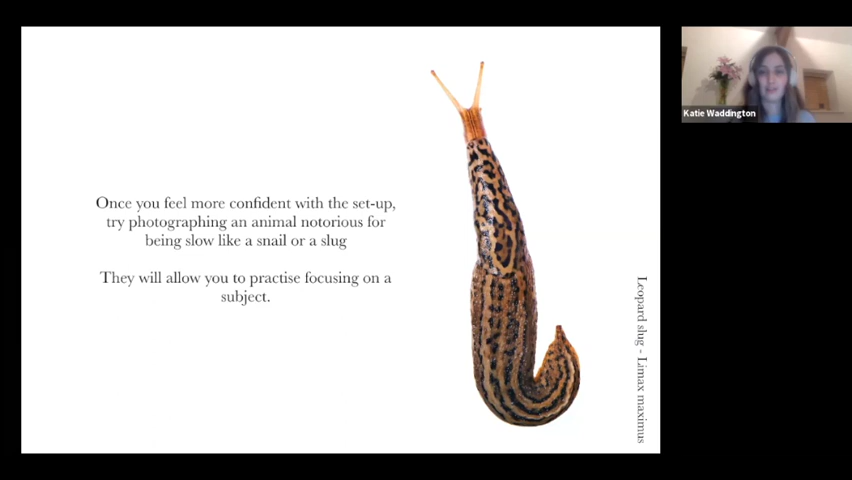 Once you feel more confident with the set-up,
try photographing an animal notorious for
being slow like a snail or a slug
They will allow you to practise focusing on a
subject.
Leopard slug - Limax maximus
Katie Waddington